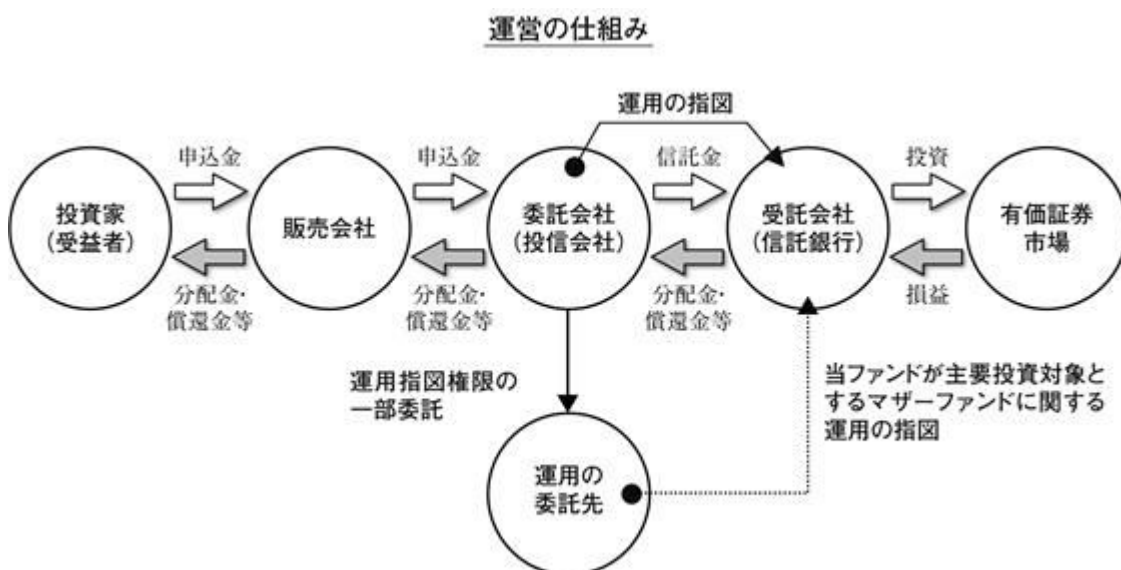 運営の仕組み
運用の指図
申込金
申込金
信託金
投資
投資家
(受益者)
販売会社
委託会社
(投信会社)
受託会社
(信託銀行)
有価証券
市場
分配金・
償還金等
分配金・
償還金等
分配金・
償還金等
損益
運用指図権限の
一部委託
当ファンドが主要投資対象と
するマザーファンドに関する
運用の指図
運用の
委託先